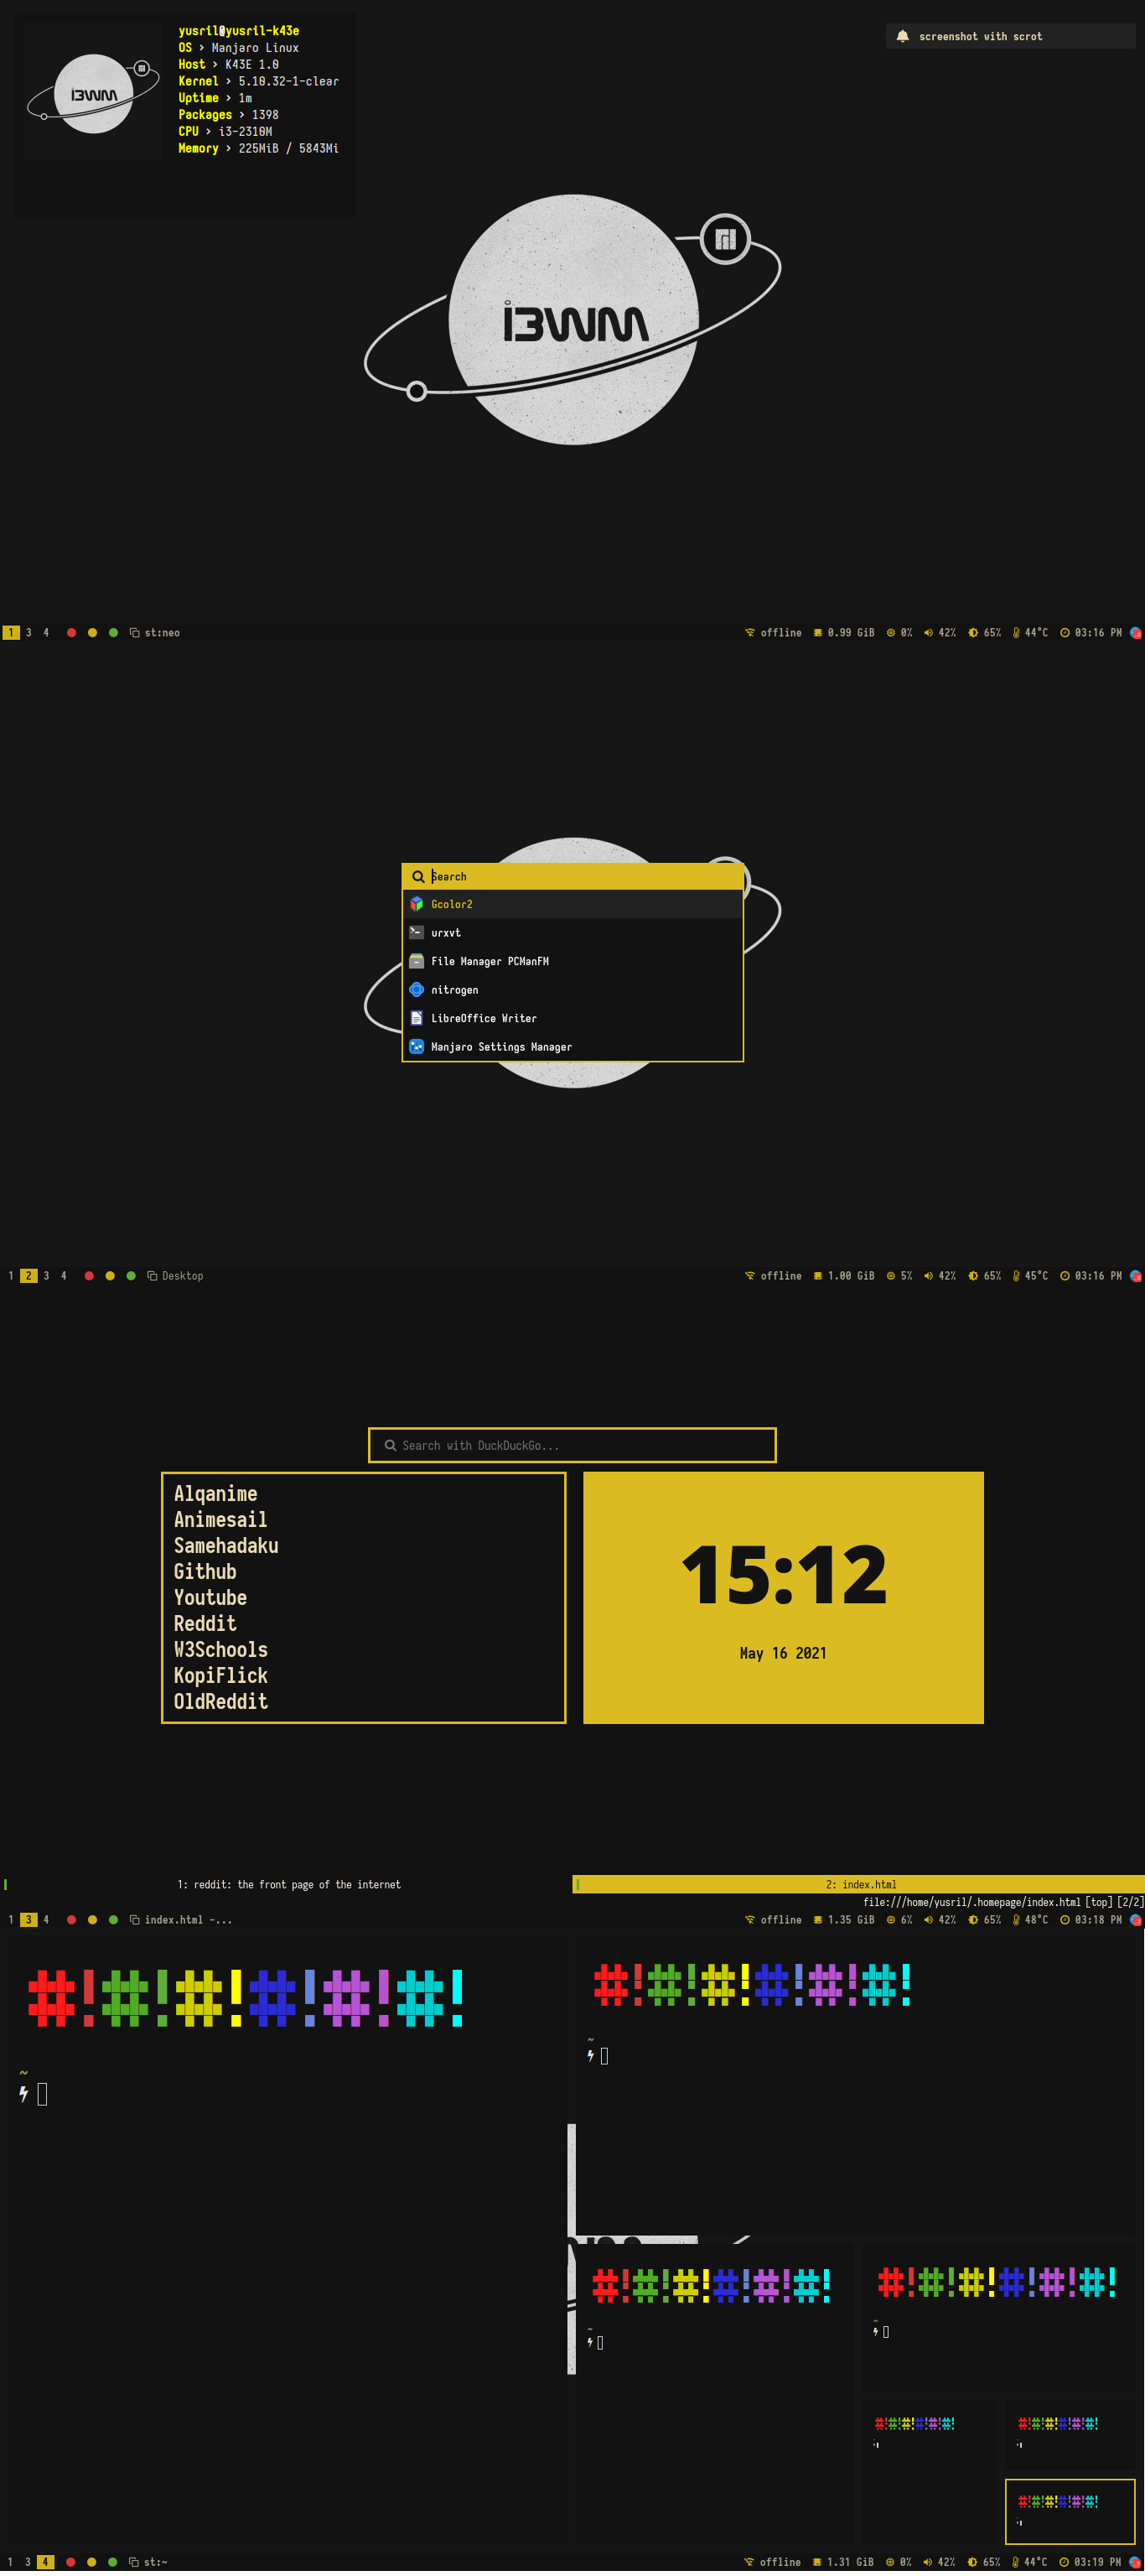 yusril@yusril-k43e
OS > Manjaro Linux
Host > K43E 1.0
Kernel > 5.10.32-1-clear
Uptime > 1m
Packages > 1398
CPU > i3-2310M
Memory > 225MiB / 5843Mi
i3WM
screenshot with scrot
i3WM
1 3 4 st:neo offline 0.99 GiB 0% 42% 65% 44°C 03:16 PM
Search
Gcolor2
urxvt
File Manager PCManFM
nitrogen
LibreOffice Writer
Manjaro Settings Manager
1 2 3 4 Desktop offline 1.00 GiB 5% 42% 65% 45°C 03:16 PM
Search with DuckDuckGo...
Alqanime
Animesail
Samehadaku
Github
Youtube
Reddit
W3Schools
KopiFlick
OldReddit
15:12
May 16 2021
1: reddit: the front page of the internet
2: index.html
file:///home/yusril/.homepage/index.html [top] [2/2]
1 3 4 index.html -... offline 1.35 GiB 6% 42% 65% 48°C 03:18 PM
#!#!#!#!#!#!
~
#!#!#!#!#!#!
~
#!#!#!#!#!#!
~
#!#!#!#!#!#!
~
#!#!#!#!#!#!
#!#!#!#!#!#!
#!#!#!#!#!#!
1 3 4 st:~ offline 1.31 GiB 0% 42% 65% 44°C 03:19 PM